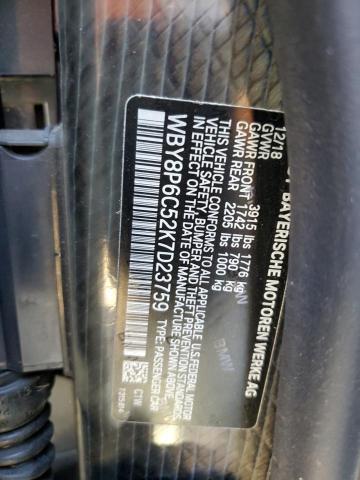 BAYERISCHE MOTOREN WERKE AG
12/18
GVWR 3915 lbs 1776 kg
GAWR FRONT 1745 lbs 790 kg
GAWR REAR 2205 lbs 1000 kg
VEHICLE CONFORMS TO ALL APPLICABLE U.S. FEDERAL MOTOR
VEHICLE SAFETY, BUMPER AND THEFT PREVENTION STANDARDS
IN EFFECT ON THE DATE OF MANUFACTURE SHOWN ABOVE.
WBY8P6C52K7D23759 TYPE: PASSENGER CAR
C1W
BMW